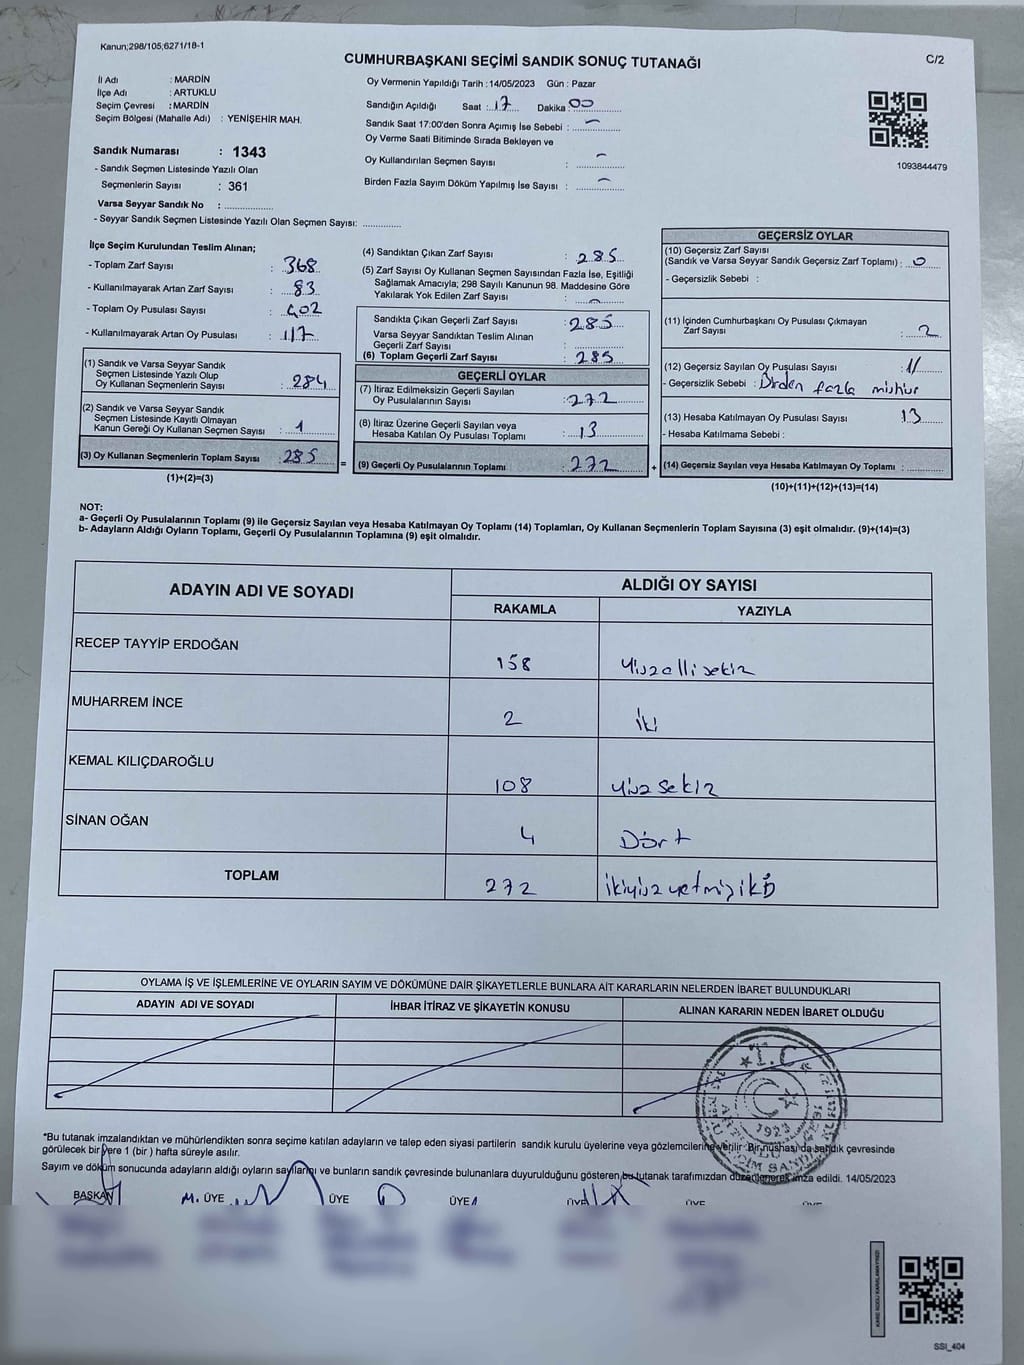 Kanun;298/105;6271/18-1
CUMHURBAŞKANI SEÇİMİ SANDIK SONUÇ TUTANAĞI
C/2
İl Adı : MARDİN
İlçe Adı : ARTUKLU
Seçim Çevresi : MARDİN
Seçim Bölgesi (Mahalle Adı) : YENİŞEHİR MAH.
Sandık Numarası : 1343
- Sandık Seçmen Listesinde Yazılı Olan
Seçmenlerin Sayısı : 361
Varsa Seyyar Sandık No :
- Seyyar Sandık Seçmen Listesinde Yazılı Olan Seçmen Sayısı:
Oy Vermenin Yapıldığı Tarih : 14/05/2023 Gün : Pazar
Sandığın Açıldığı Saat : 17 Dakika : 00
Sandık Saat 17:00'den Sonra Açımış İse Sebebi : –
Oy Verme Saati Bitiminde Sırada Bekleyen ve
Oy Kullandırılan Seçmen Sayısı : –
Birden Fazla Sayım Döküm Yapılmış İse Sayısı : –
1093844479
İlçe Seçim Kurulundan Teslim Alınan;
- Toplam Zarf Sayısı : 368
- Kullanılmayarak Artan Zarf Sayısı : 83
- Toplam Oy Pusulası Sayısı : 402
- Kullanılmayarak Artan Oy Pusulası : 117
(1) Sandık ve Varsa Seyyar Sandık
Seçmen Listesinde Yazılı Olup
Oy Kullanan Seçmenlerin Sayısı : 284
(2) Sandık ve Varsa Seyyar Sandık
Seçmen Listesinde Kayıtlı Olmayan
Kanun Gereği Oy Kullanan Seçmen Sayısı : 1
(3) Oy Kullanan Seçmenlerin Toplam Sayısı : 285
(1)+(2)=(3)
(4) Sandıktan Çıkan Zarf Sayısı : 285
(5) Zarf Sayısı Oy Kullanan Seçmen Sayısından Fazla İse, Eşitliği
Sağlamak Amacıyla; 298 Sayılı Kanunun 98. Maddesine Göre
Yakılarak Yok Edilen Zarf Sayısı : –
Sandıkta Çıkan Geçerli Zarf Sayısı : 285
Varsa Seyyar Sandıktan Teslim Alınan
Geçerli Zarf Sayısı :
(6) Toplam Geçerli Zarf Sayısı : 285
GEÇERLİ OYLAR
(7) İtiraz Edilmeksizin Geçerli Sayılan
Oy Pusulalarının Sayısı : 272
(8) İtiraz Üzerine Geçerli Sayılan veya
Hesaba Katılan Oy Pusulası Toplamı : 13
= (9) Geçerli Oy Pusulalarının Toplamı : 272 +
GEÇERSİZ OYLAR
(10) Geçersiz Zarf Sayısı
(Sandık ve Varsa Seyyar Sandık Geçersiz Zarf Toplamı) : 0
- Geçersizlik Sebebi :
(11) İçinden Cumhurbaşkanı Oy Pusulası Çıkmayan
Zarf Sayısı : 2
(12) Geçersiz Sayılan Oy Pusulası Sayısı : 11
- Geçersizlik Sebebi : Birden fazla mühür
(13) Hesaba Katılmayan Oy Pusulası Sayısı 13
- Hesaba Katılmama Sebebi :
(14) Geçersiz Sayılan veya Hesaba Katılmayan Oy Toplamı :
(10)+(11)+(12)+(13)=(14)
NOT:
a- Geçerli Oy Pusulalarının Toplamı (9) ile Geçersiz Sayılan veya Hesaba Katılmayan Oy Toplamı (14) Toplamları, Oy Kullanan Seçmenlerin Toplam Sayısına (3) eşit olmalıdır. (9)+(14)=(3)
b- Adayların Aldığı Oyların Toplamı, Geçerli Oy Pusulalarının Toplamına (9) eşit olmalıdır.
ADAYIN ADI VE SOYADI ALDIĞI OY SAYISI
RAKAMLA YAZIYLA
RECEP TAYYİP ERDOĞAN 158 Yüzelli sekiz
MUHARREM İNCE 2 iki
KEMAL KILIÇDAROĞLU 108 Yüz sekiz
SİNAN OĞAN 4 Dört
TOPLAM 272 ikiyüz yetmiş iki
OYLAMA İŞ VE İŞLEMLERİNE VE OYLARIN SAYIM VE DÖKÜMÜNE DAİR ŞİKAYETLERLE BUNLARA AİT KARARLARIN NELERDEN İBARET BULUNDUKLARI
ADAYIN ADI VE SOYADI İHBAR İTİRAZ VE ŞİKAYETİN KONUSU ALINAN KARARIN NEDEN İBARET OLDUĞU
T.C
1923
*Bu tutanak imzalandıktan ve mühürlendikten sonra seçime katılan adayların ve talep eden siyasi partilerin sandık kurulu üyelerine veya gözlemcilerine verilir. Bir nüshası da sandık çevresinde
görülecek bir yere 1 (bir ) hafta süreyle asılır.
Sayım ve döküm sonucunda adayların aldığı oyların sayılarını ve bunların sandık çevresinde bulunanlara duyurulduğunu gösteren bu tutanak tarafımızdan düzenlenerek imza edildi. 14/05/2023
BAŞKAN M. ÜYE ÜYE ÜYE ÜYE ÜYE ÜYE
SSI_404